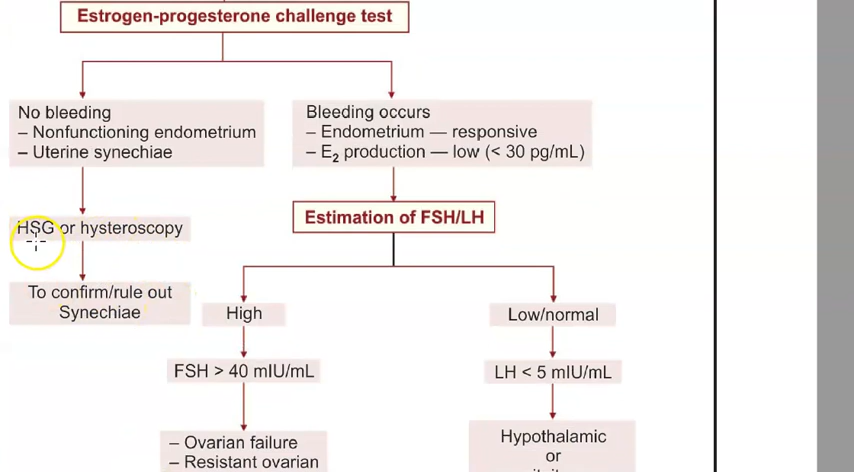 Estrogen-progesterone challenge test
No bleeding
– Nonfunctioning endometrium
– Uterine synechiae
Bleeding occurs
– Endometrium — responsive
– E₂ production — low (< 30 pg/mL)
HSG or hysteroscopy
Estimation of FSH/LH
To confirm/rule out
Synechiae
High
Low/normal
FSH > 40 mIU/mL
LH < 5 mIU/mL
– Ovarian failure
– Resistant ovarian
Hypothalamic
or